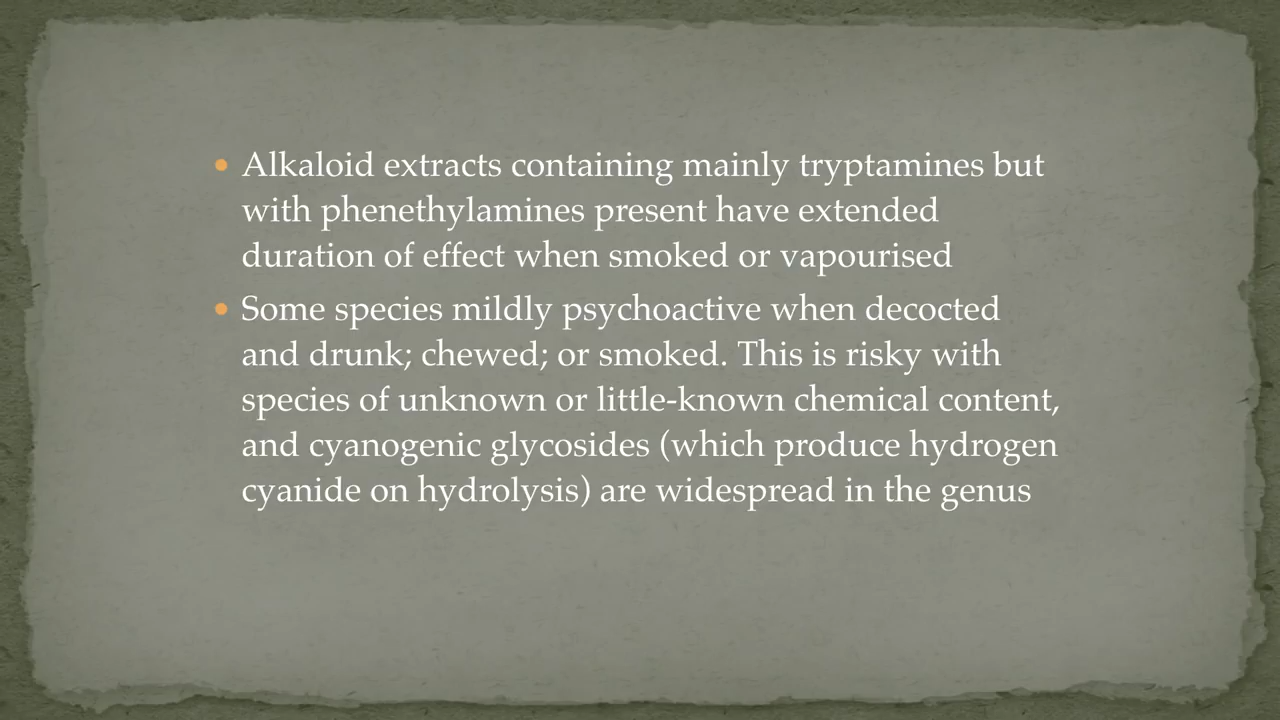 • Alkaloid extracts containing mainly tryptamines but
with phenethylamines present have extended
duration of effect when smoked or vapourised
• Some species mildly psychoactive when decocted
and drunk; chewed; or smoked. This is risky with
species of unknown or little-known chemical content,
and cyanogenic glycosides (which produce hydrogen
cyanide on hydrolysis) are widespread in the genus